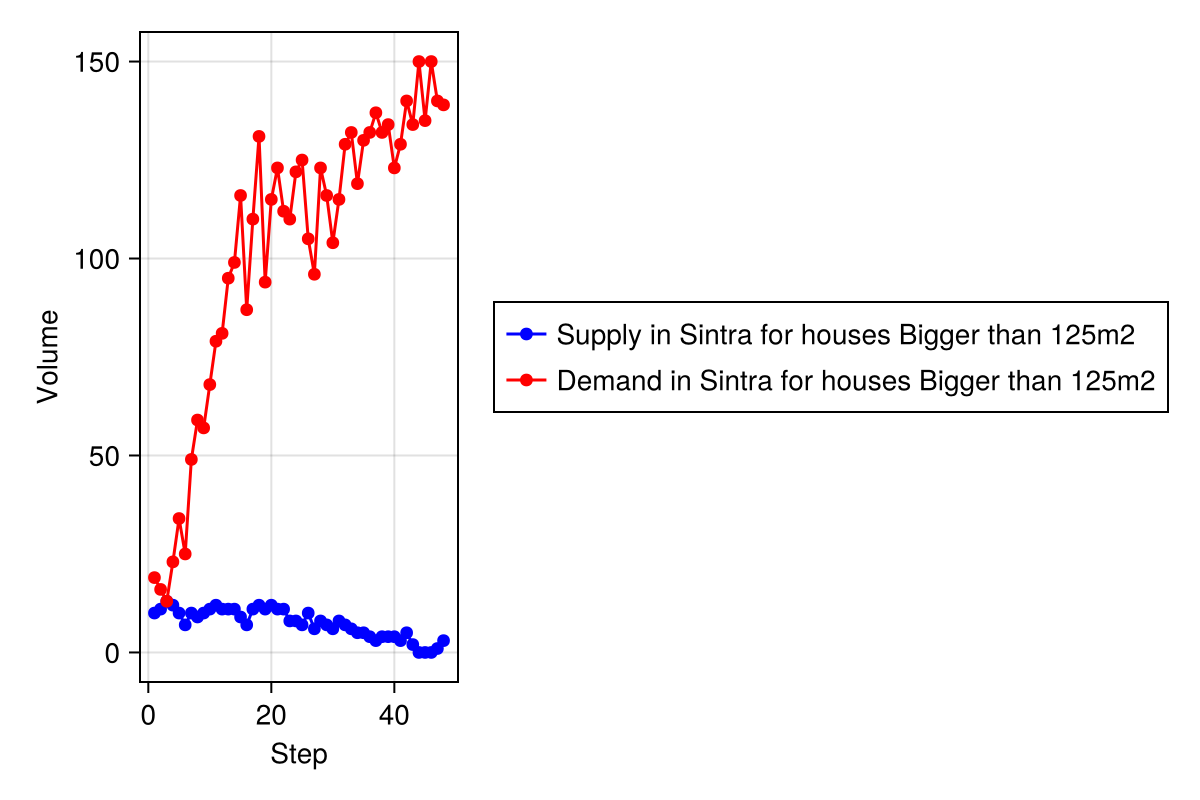 150
100
50
0
Volume
0 20 40
Step
Supply in Sintra for houses Bigger than 125m2
Demand in Sintra for houses Bigger than 125m2